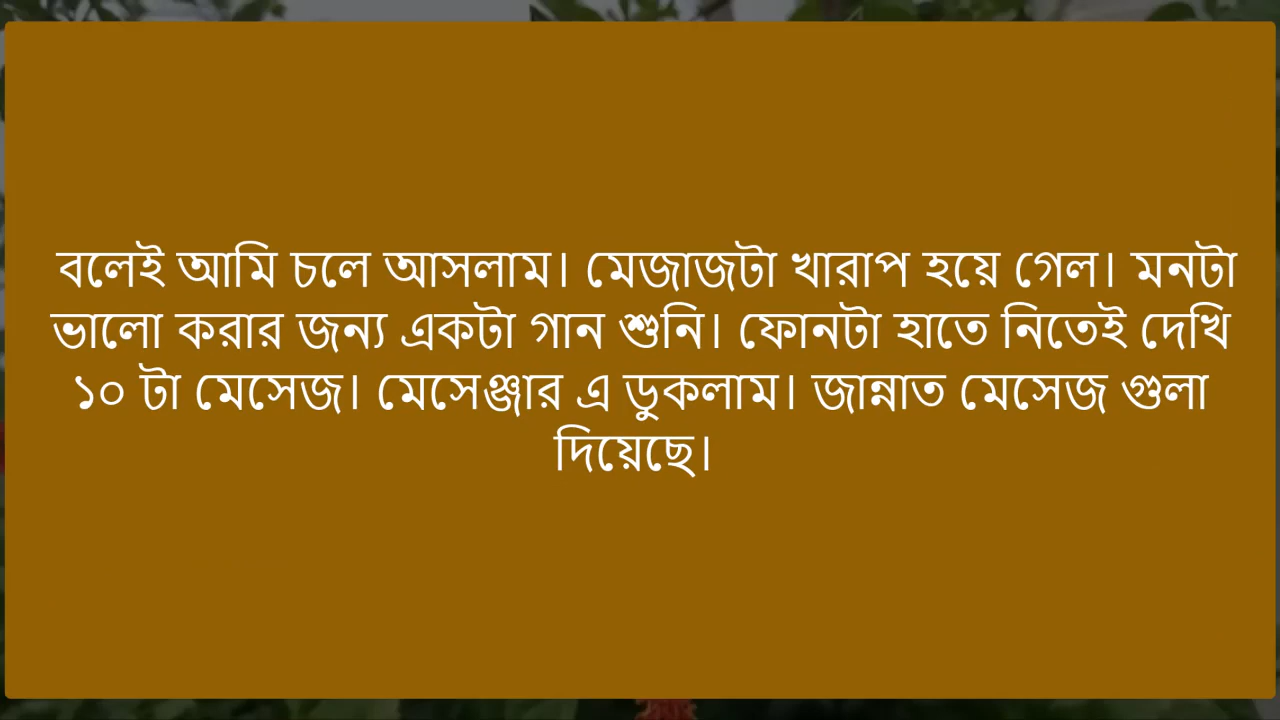 বলেই আমি চলে আসলাম। মেজাজটা খারাপ হয়ে গেল। মনটা
ভালো করার জন্য একটা গান শুনি। ফোনটা হাতে নিতেই দেখি
১০ টা মেসেজ। মেসেঞ্জার এ ডুকলাম। জান্নাত মেসেজ গুলা
দিয়েছে।